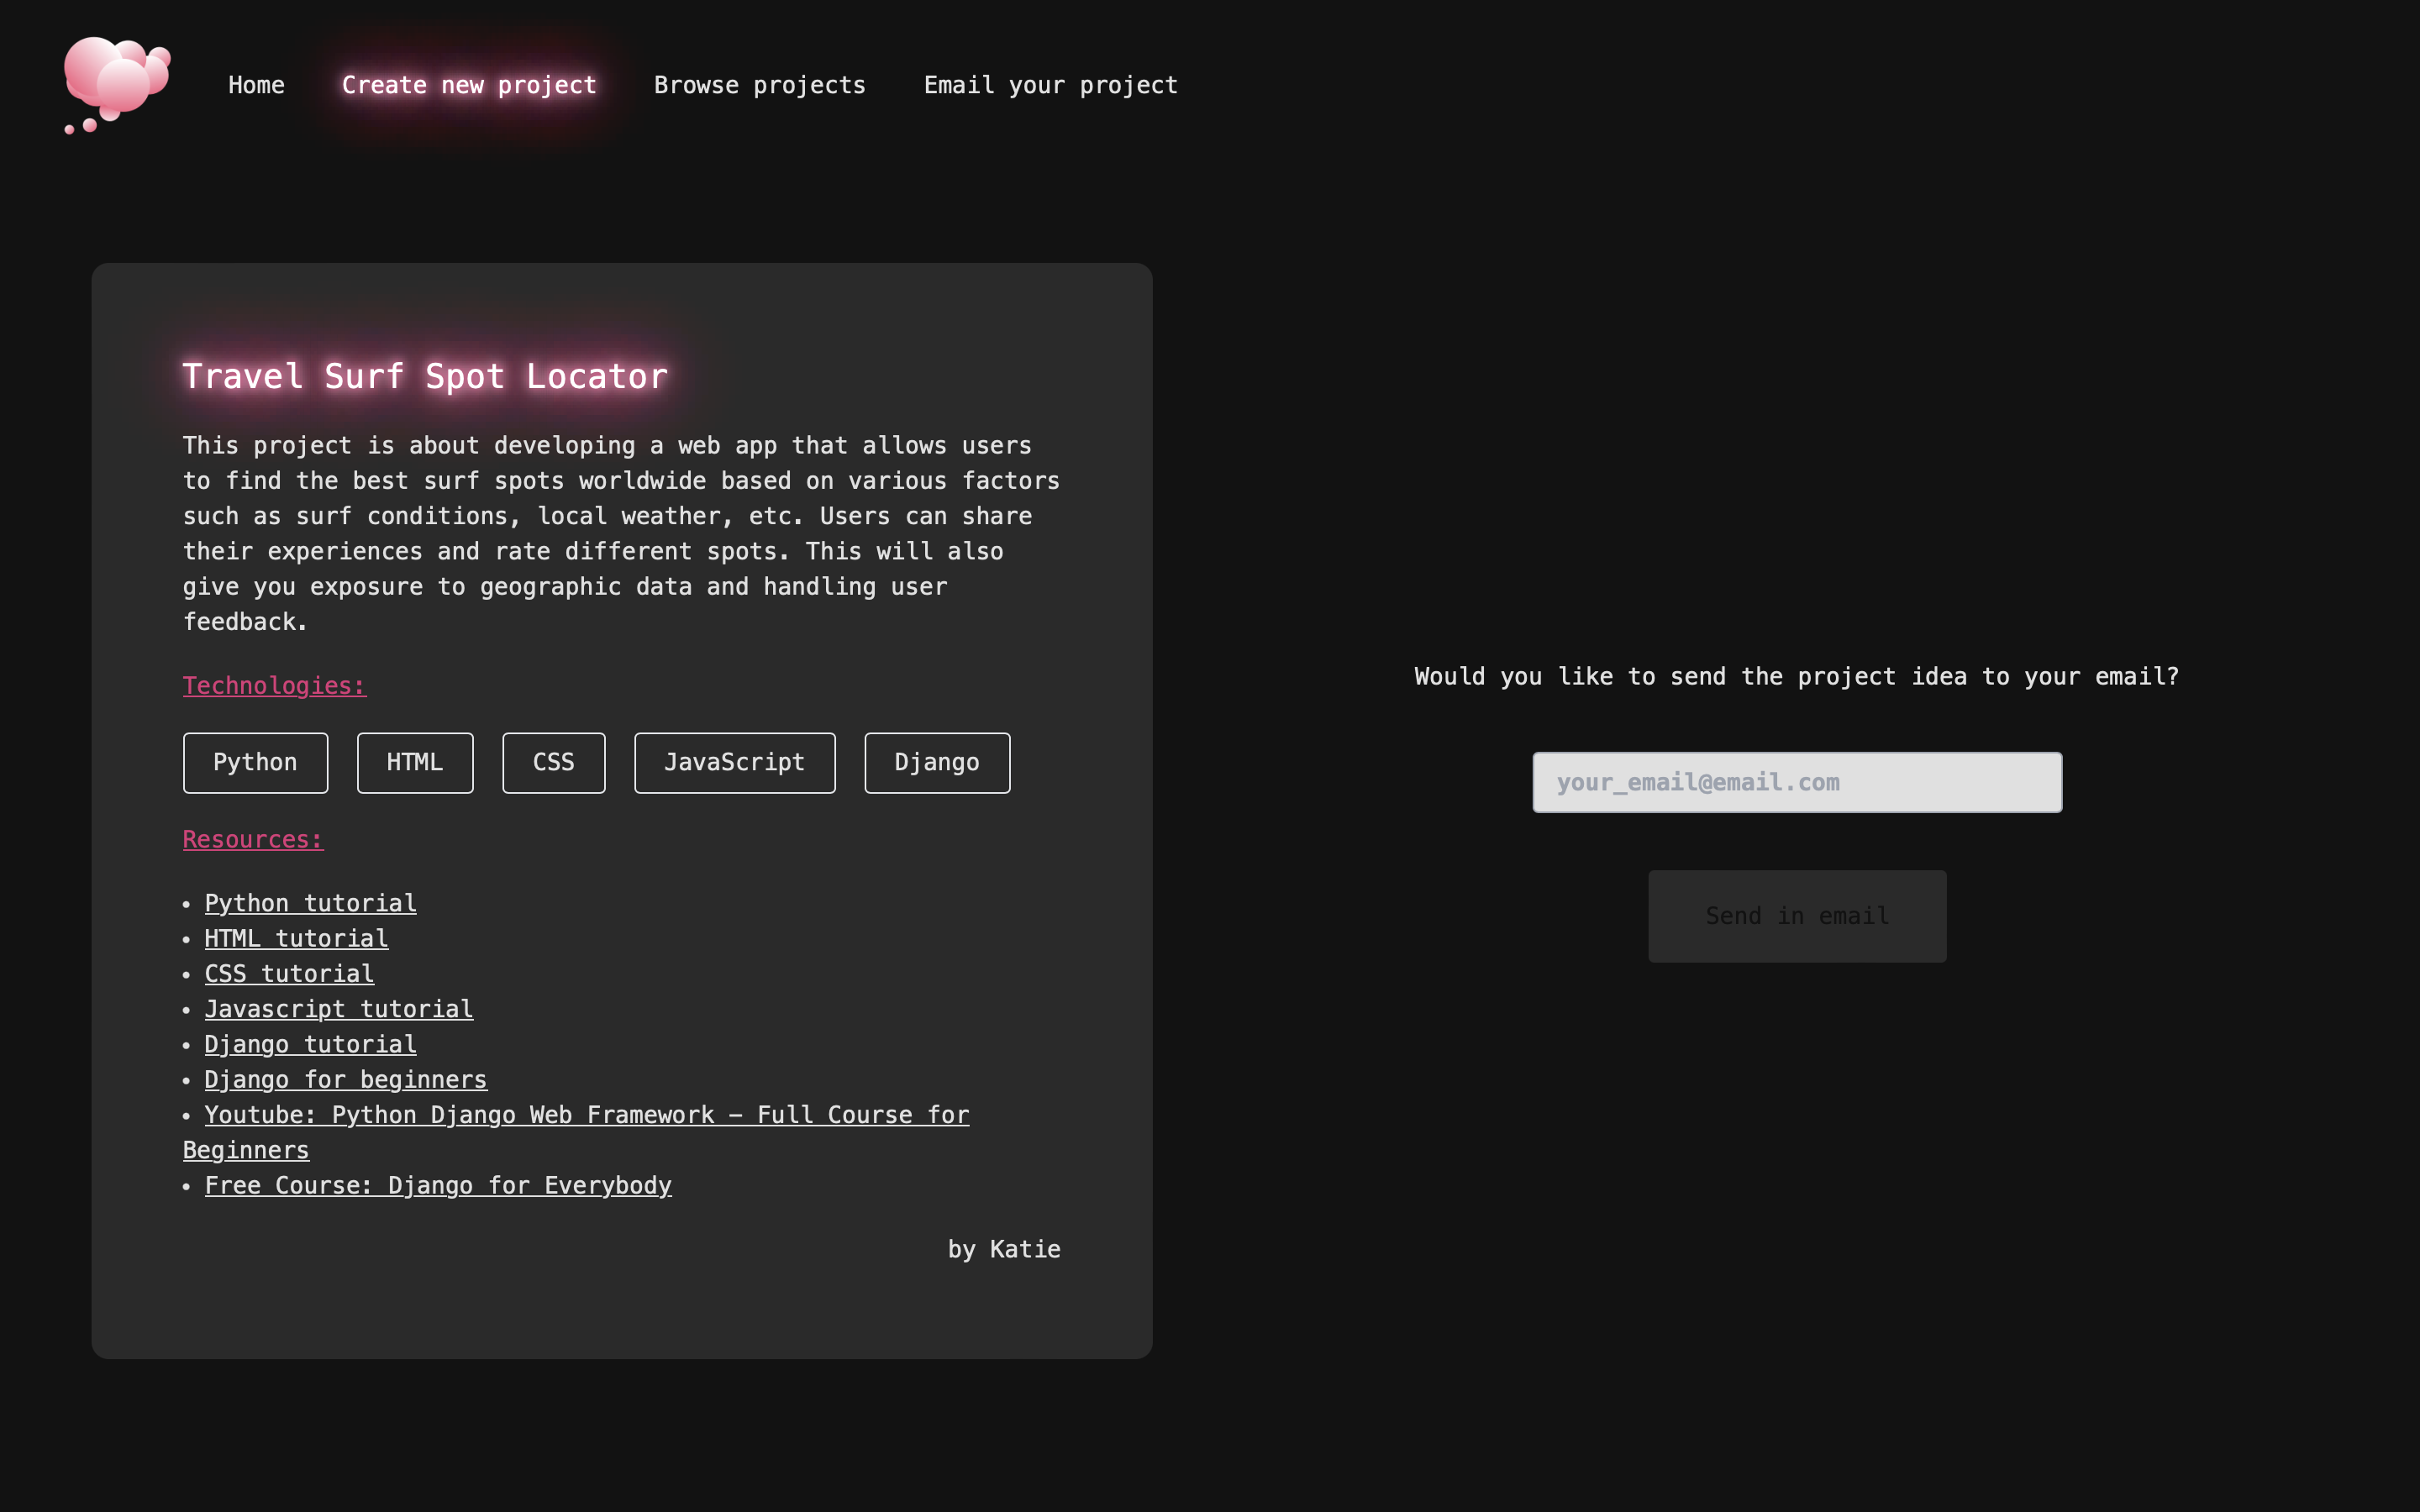 Home Create new project Browse projects Email your project
Travel Surf Spot Locator
This project is about developing a web app that allows users
to find the best surf spots worldwide based on various factors
such as surf conditions, local weather, etc. Users can share
their experiences and rate different spots. This will also
give you exposure to geographic data and handling user
feedback.
Technologies:
Python HTML CSS JavaScript Django
Resources:
• Python tutorial
• HTML tutorial
• CSS tutorial
• Javascript tutorial
• Django tutorial
• Django for beginners
• Youtube: Python Django Web Framework – Full Course for
Beginners
• Free Course: Django for Everybody
by Katie
Would you like to send the project idea to your email?
your_email@email.com
Send in email